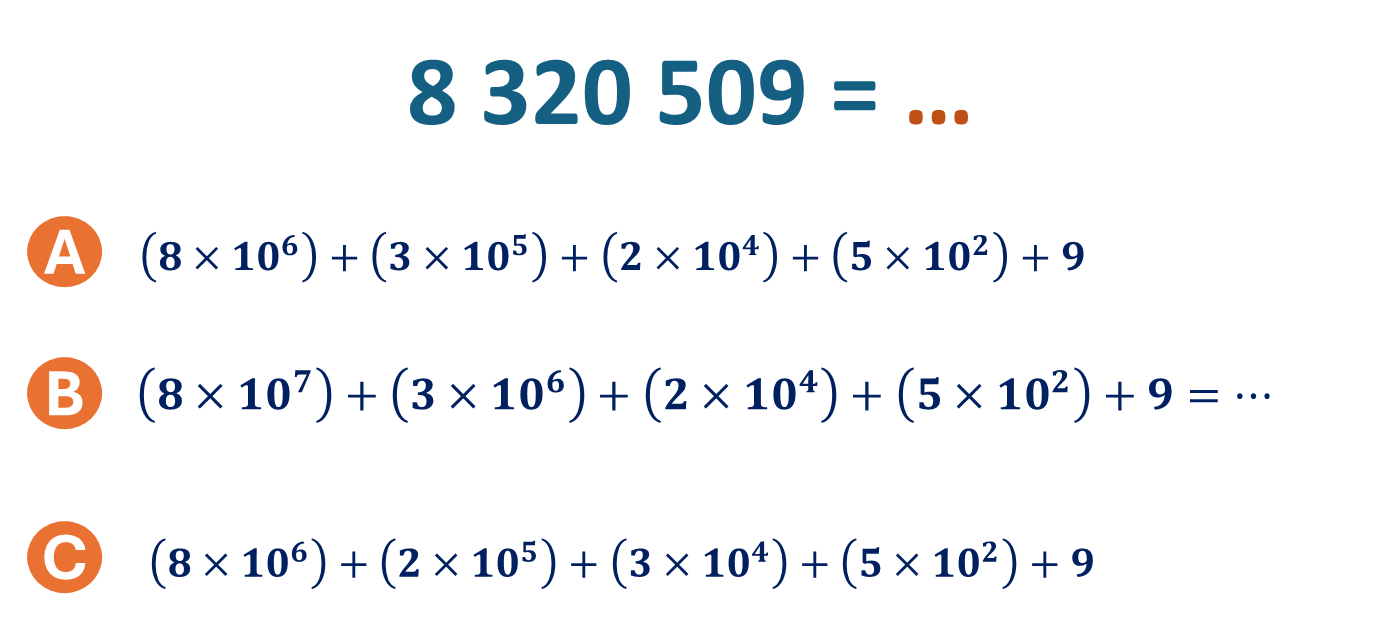 8 320 509 = ...
A (8 × 10⁶) + (3 × 10⁵) + (2 × 10⁴) + (5 × 10²) + 9
B (8 × 10⁷) + (3 × 10⁶) + (2 × 10⁴) + (5 × 10²) + 9 = ⋯
C (8 × 10⁶) + (2 × 10⁵) + (3 × 10⁴) + (5 × 10²) + 9